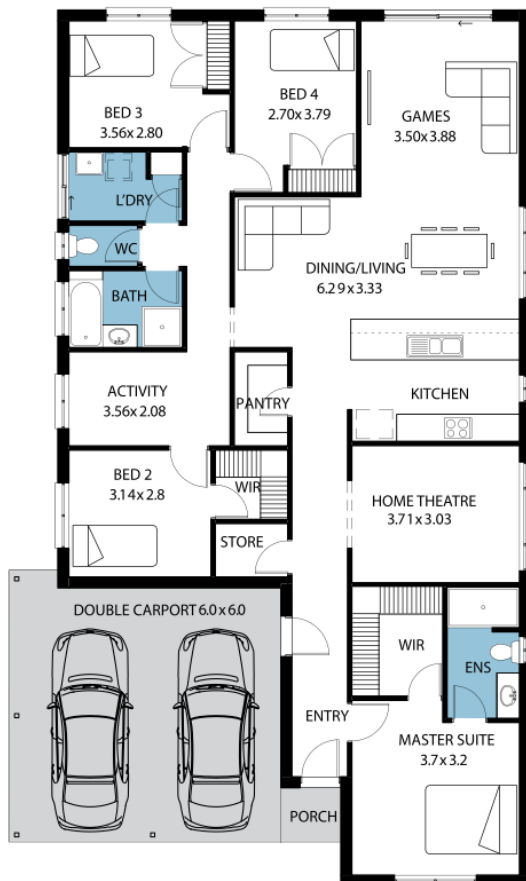 BED 3
3.56 x 2.80
BED 4
2.70 x 3.79
GAMES
3.50 x 3.88
L'DRY
WC
BATH
DINING/LIVING
6.29 x 3.33
ACTIVITY
3.56 x 2.08
PANTRY
KITCHEN
BED 2
3.14 x 2.8
WIR
HOME THEATRE
3.71 x 3.03
STORE
DOUBLE CARPORT 6.0 x 6.0
WIR
ENS
ENTRY
MASTER SUITE
3.7 x 3.2
PORCH